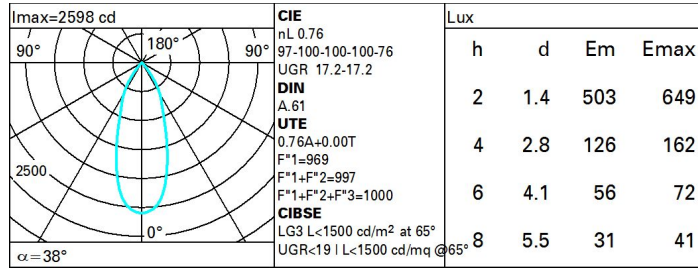 Imax=2598 cd
90° 180° 90°
2500
0°
α=38°
CIE
nL 0.76
97-100-100-100-76
UGR 17.2-17.2
DIN
A.61
UTE
0.76A+0.00T
F"1=969
F"1+F"2=997
F"1+F"2+F"3=1000
CIBSE
LG3 L<1500 cd/m² at 65°
UGR<19 | L<1500 cd/mq @65°
Lux
h d Em Emax
2 1.4 503 649
4 2.8 126 162
6 4.1 56 72
8 5.5 31 41